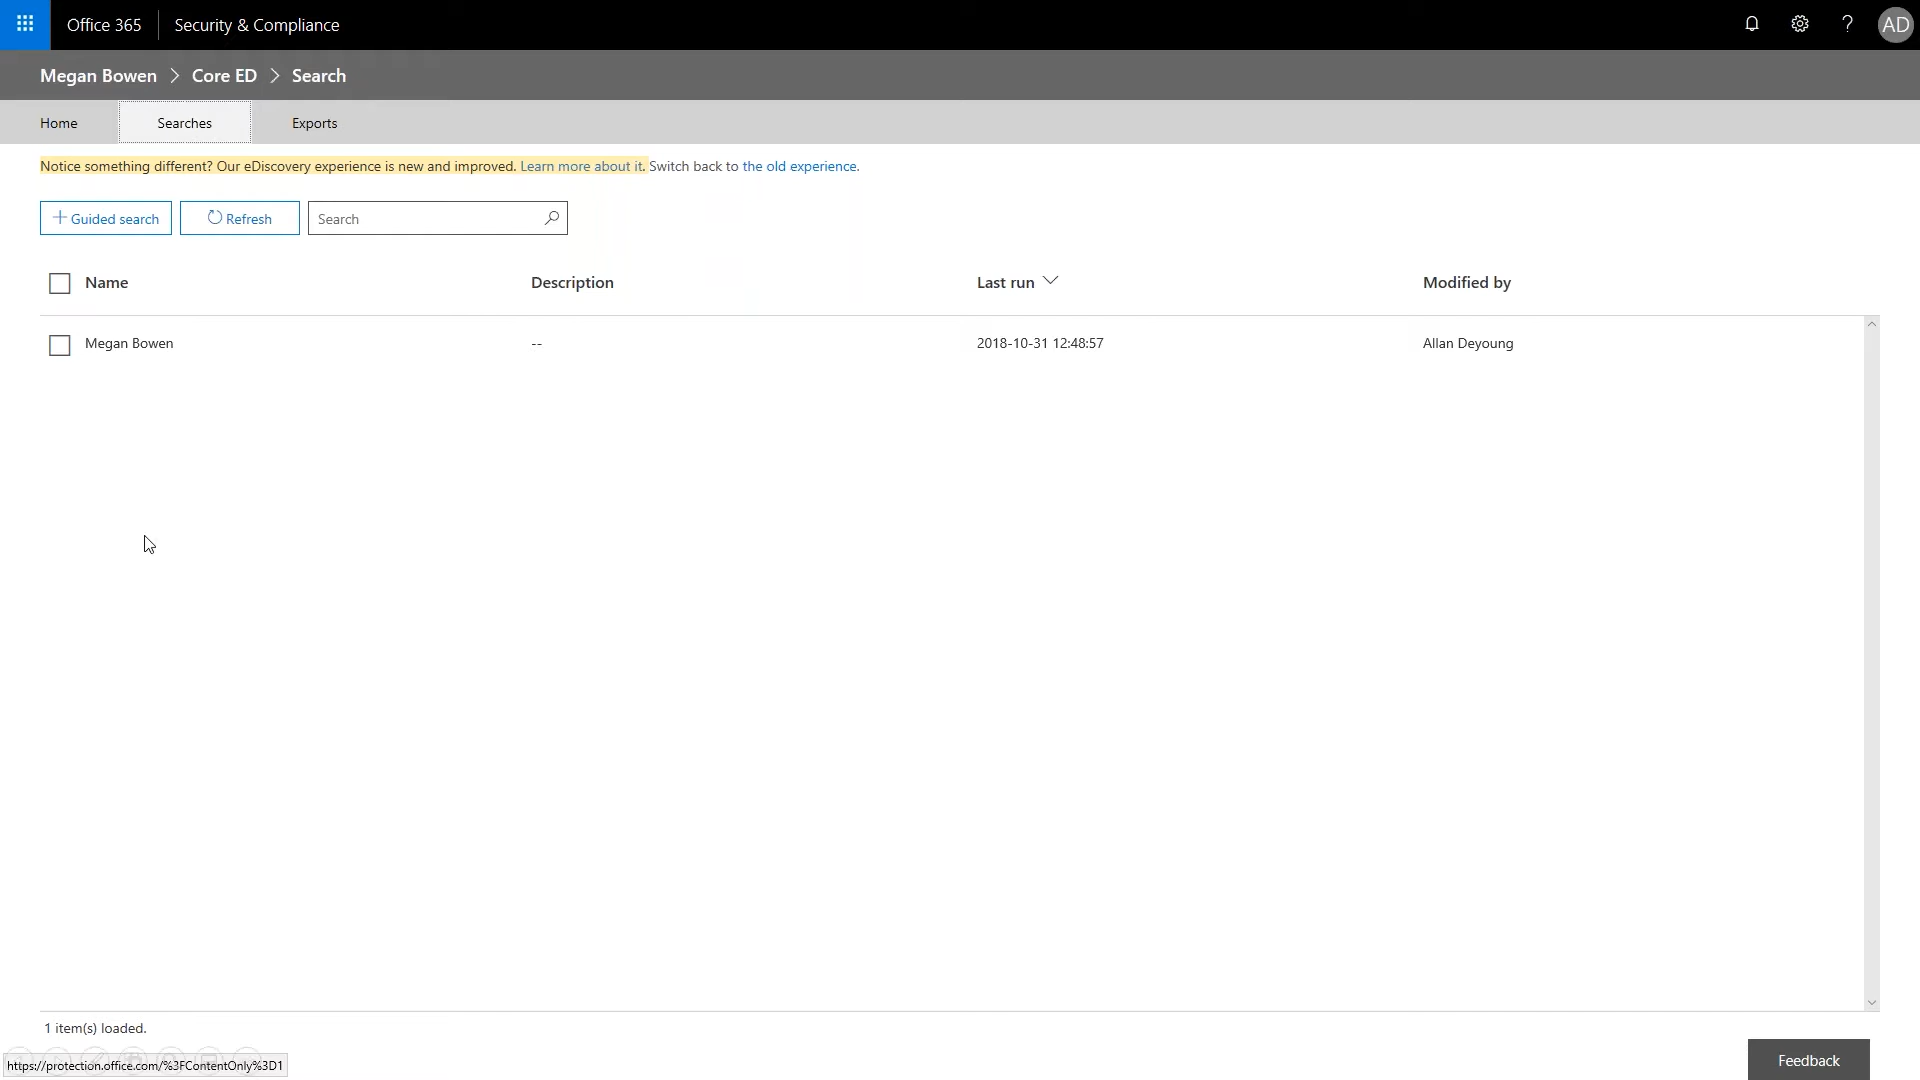 Office 365 Security & Compliance ? AD
Megan Bowen > Core ED > Search
Home Searches Exports
Notice something different? Our eDiscovery experience is new and improved. Learn more about it. Switch back to the old experience.
+ Guided search Refresh Search
Name Description Last run Modified by
Megan Bowen -- 2018-10-31 12:48:57 Allan Deyoung
1 item(s) loaded.
https://protection.office.com/%3FContentOnly%3D1
Feedback